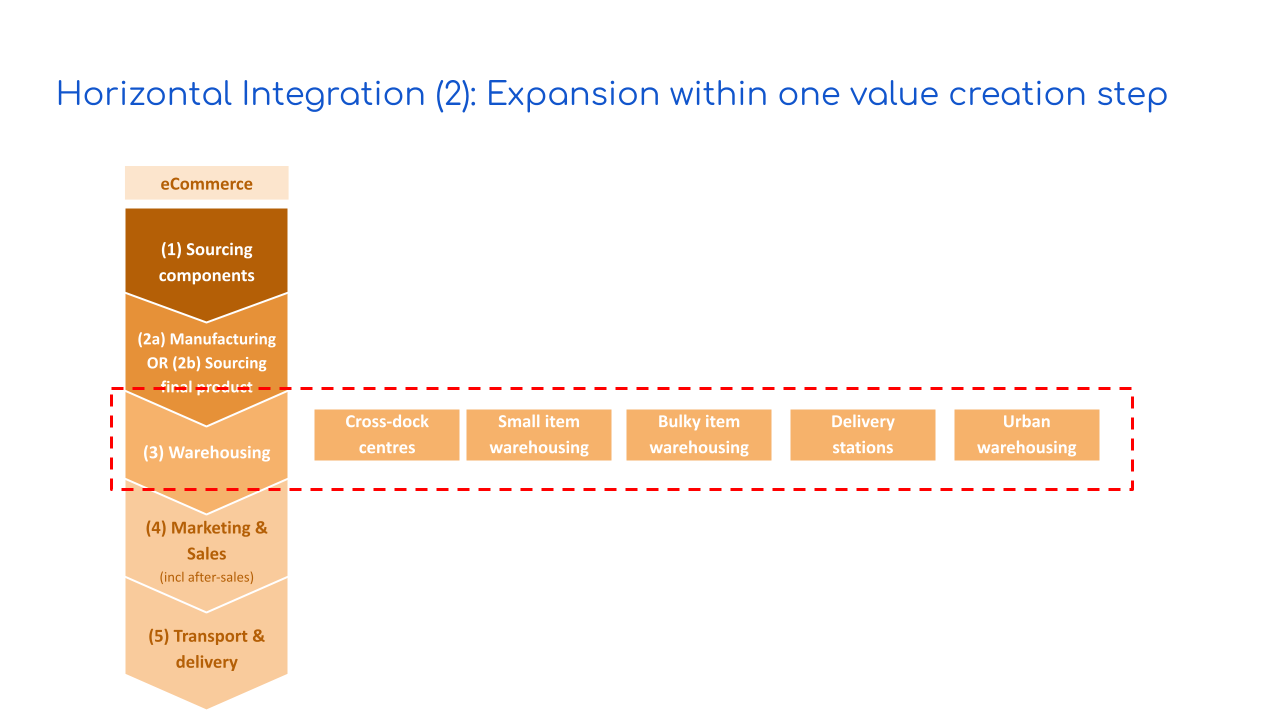 Horizontal Integration (2): Expansion within one value creation step
eCommerce
(1) Sourcing
components
(2a) Manufacturing
OR (2b) Sourcing
final product
(3) Warehousing
Cross-dock
centres
Small item
warehousing
Bulky item
warehousing
Delivery
stations
Urban
warehousing
(4) Marketing &
Sales
(incl after-sales)
(5) Transport &
delivery